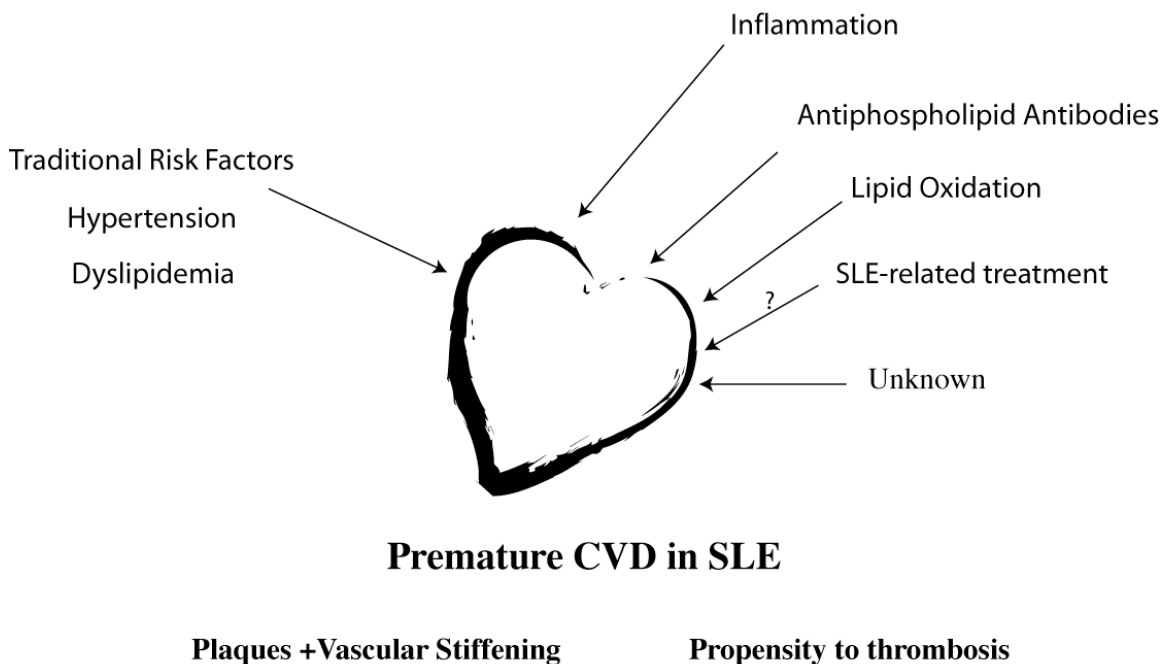 Inflammation
Antiphospholipid Antibodies
Traditional Risk Factors
Lipid Oxidation
Hypertension
Dyslipidemia
SLE-related treatment
?
Unknown
Premature CVD in SLE
Plaques +Vascular Stiffening
Propensity to thrombosis